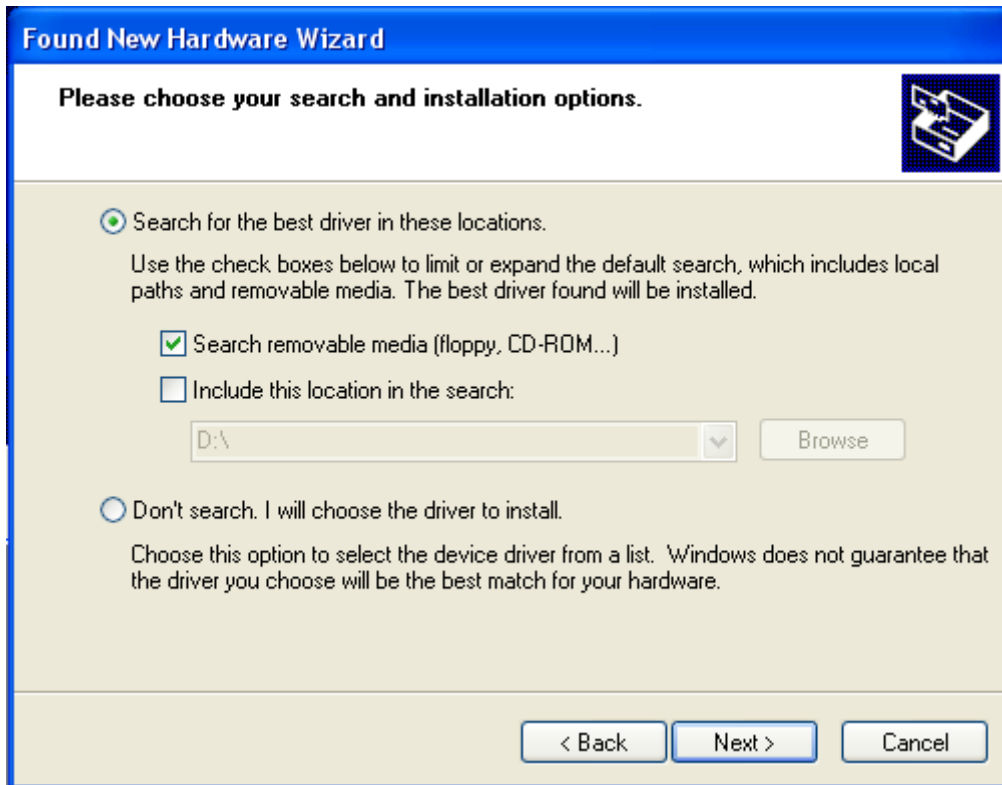 Found New Hardware Wizard
Please choose your search and installation options.
Search for the best driver in these locations.
Use the check boxes below to limit or expand the default search, which includes local
paths and removable media. The best driver found will be installed.
Search removable media (floppy, CD-ROM...)
Include this location in the search:
D:\
Browse
Don't search. I will choose the driver to install.
Choose this option to select the device driver from a list.  Windows does not guarantee that
the driver you choose will be the best match for your hardware.
< Back
Next >
Cancel